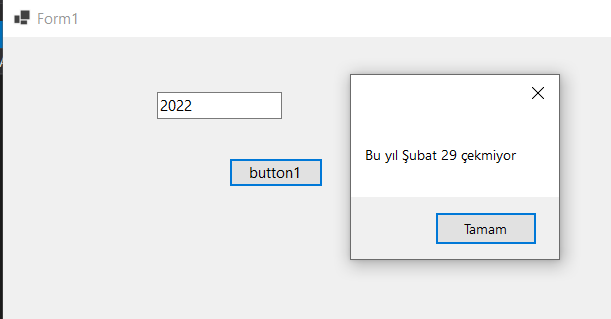 Form1
2022
Bu yıl Şubat 29 çekmiyor
button1
Tamam